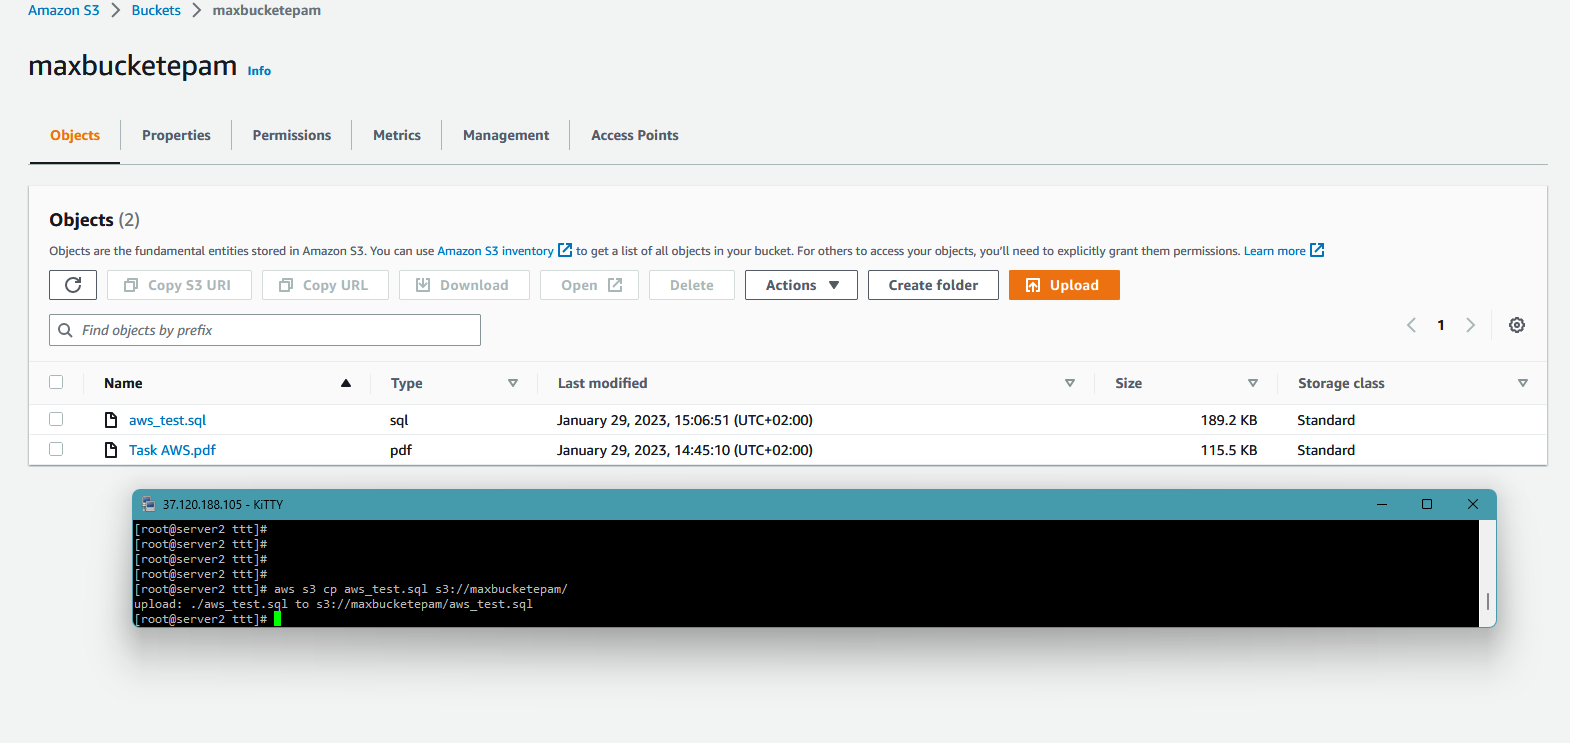 Amazon S3 > Buckets > maxbucketepam
maxbucketepam Info
Objects Properties Permissions Metrics Management Access Points
Objects (2)
Objects are the fundamental entities stored in Amazon S3. You can use Amazon S3 inventory to get a list of all objects in your bucket. For others to access your objects, you'll need to explicitly grant them permissions. Learn more
Copy S3 URI Copy URL Download Open Delete Actions Create folder Upload
Find objects by prefix
1
Name Type Last modified Size Storage class
aws_test.sql sql January 29, 2023, 15:06:51 (UTC+02:00) 189.2 KB Standard
Task AWS.pdf pdf January 29, 2023, 14:45:10 (UTC+02:00) 115.5 KB Standard
37.120.188.105 - KiTTY
[root@server2 ttt]#
[root@server2 ttt]#
[root@server2 ttt]#
[root@server2 ttt]#
[root@server2 ttt]# aws s3 cp aws_test.sql s3://maxbucketepam/
upload: ./aws_test.sql to s3://maxbucketepam/aws_test.sql
[root@server2 ttt]#